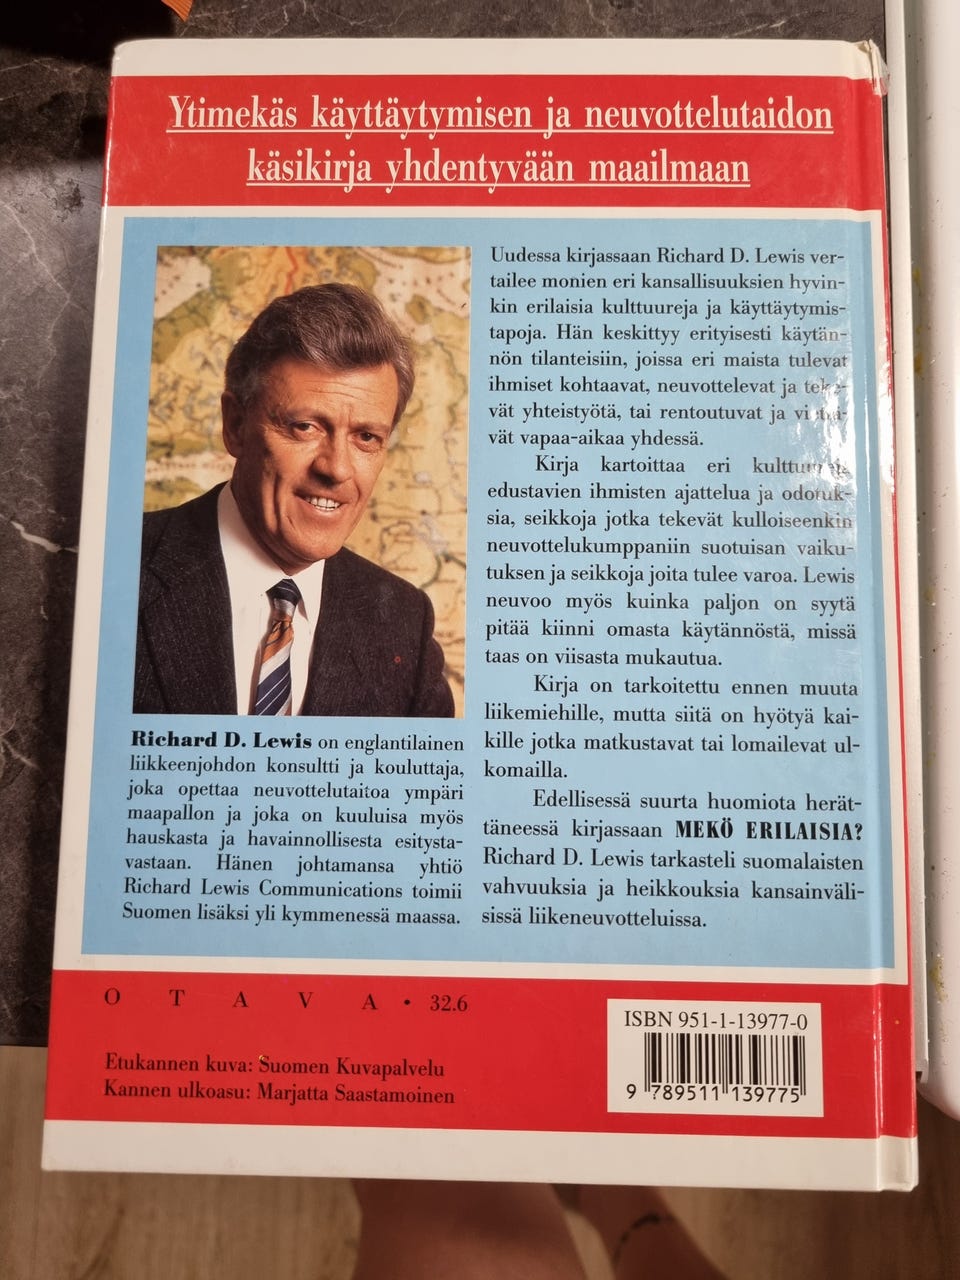 Ytimekäs käyttäytymisen ja neuvottelutaidon
käsikirja yhdentyvään maailmaan
Uudessa kirjassaan Richard D. Lewis ver-
tailee monien eri kansallisuuksien hyvin-
kin erilaisia kulttuureja ja käyttäytymis-
tapoja. Hän keskittyy erityisesti käytän-
nön tilanteisiin, joissa eri maista tulevat
ihmiset kohtaavat, neuvottelevat ja teke-
vät yhteistyötä, tai rentoutuvat ja viettä-
vät vapaa-aikaa yhdessä.
Kirja kartoittaa eri kulttuureja
edustavien ihmisten ajattelua ja odotuk-
sia, seikkoja jotka tekevät kulloiseenkin
neuvottelukumppaniin suotuisan vaiku-
tuksen ja seikkoja joita tulee varoa. Lewis
neuvoo myös kuinka paljon on syytä
pitää kiinni omasta käytännöstä, missä
taas on viisasta mukautua.
Kirja on tarkoitettu ennen muuta
liikemiehille, mutta siitä on hyötyä kai-
kille jotka matkustavat tai lomailevat ul-
komailla.
Edellisessä suurta huomiota herät-
täneessä kirjassaan MEKÖ ERILAISIA?
Richard D. Lewis tarkasteli suomalaisten
vahvuuksia ja heikkouksia kansainväli-
sissä liikeneuvotteluissa.
Richard D. Lewis on englantilainen
liikkeenjohdon konsultti ja kouluttaja,
joka opettaa neuvottelutaitoa ympäri
maapallon ja joka on kuuluisa myös
hauskasta ja havainnollisesta esitysta-
vastaan. Hänen johtamansa yhtiö
Richard Lewis Communications toimii
Suomen lisäksi yli kymmenessä maassa.
OTAVA • 32.6
Etukannen kuva: Suomen Kuvapalvelu
Kannen ulkoasu: Marjatta Saastamoinen
ISBN 951-1-13977-0
9 789511 139775